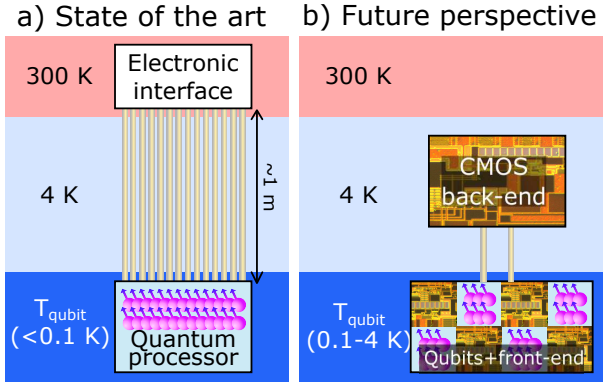 a) State of the art
300 K
Electronic
interface
4 K
~1 m
T_qubit
(<0.1 K)
Quantum
processor
b) Future perspective
300 K
4 K
CMOS
back-end
T_qubit
(0.1-4 K)
Qubits+front-end